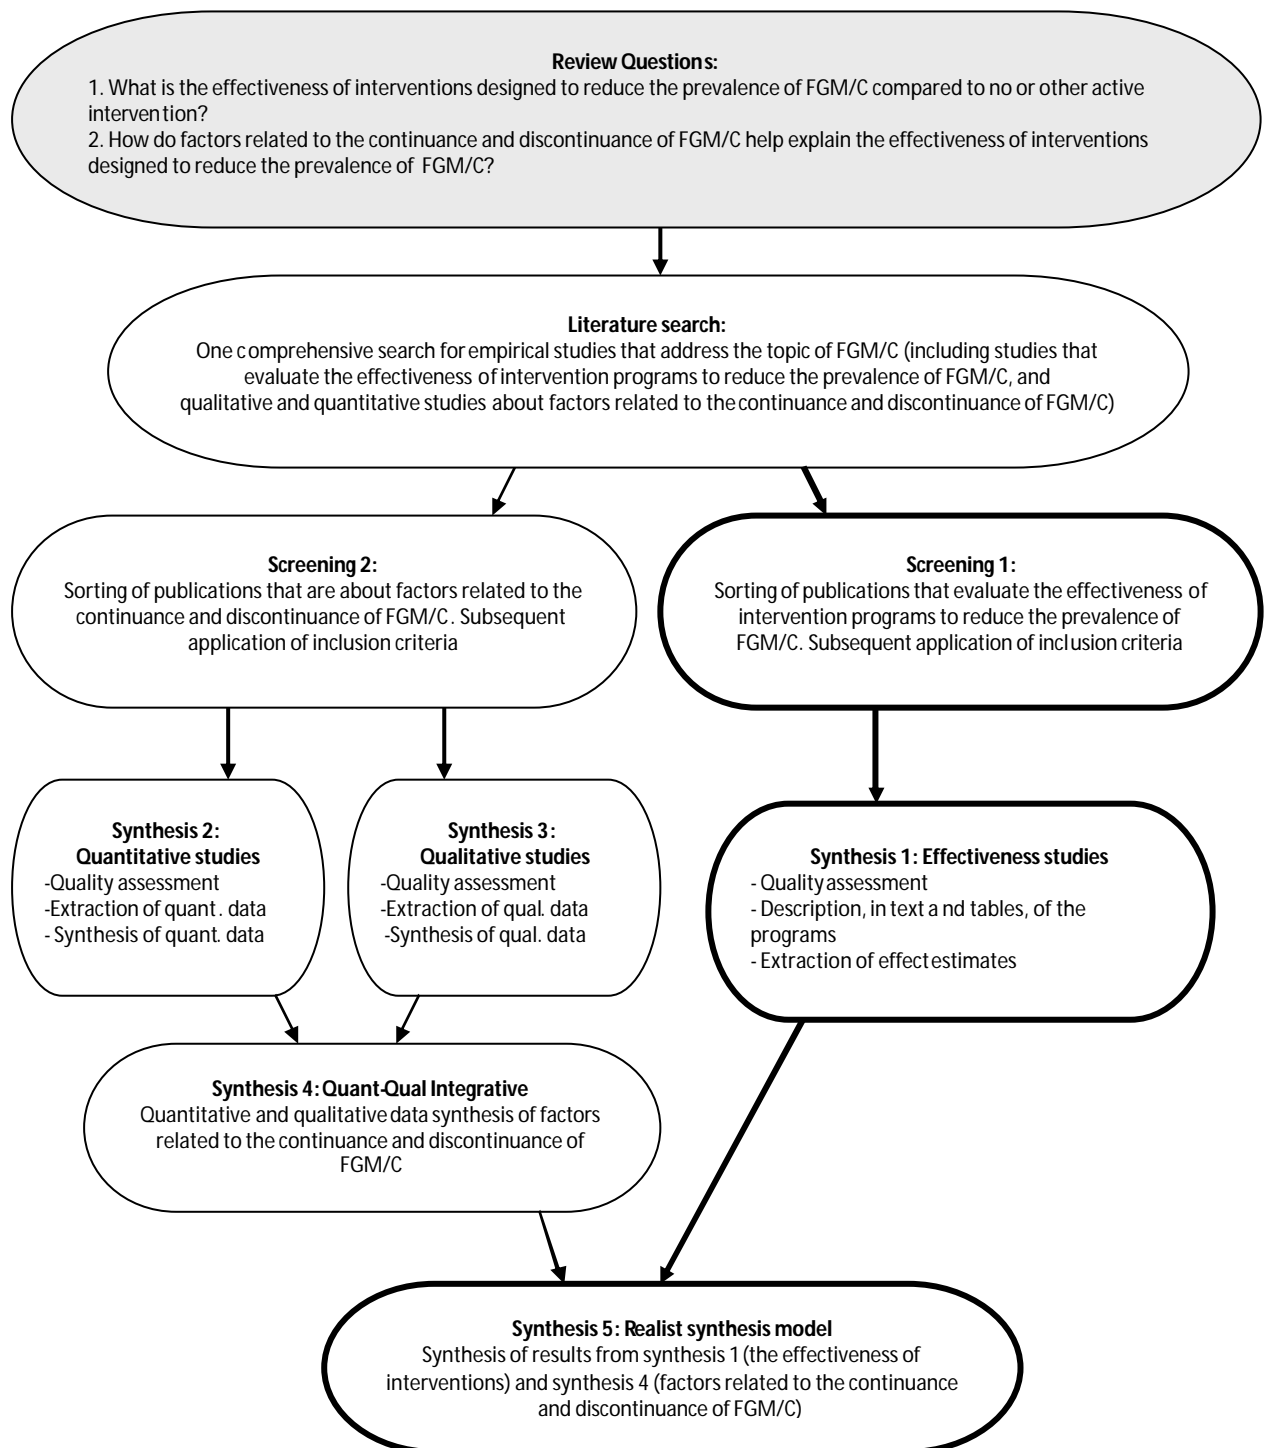 Review Questions:
1. What is the effectiveness of interventions designed to reduce the prevalence of FGM/C compared to no or other active
intervention?
2. How do factors related to the continuance and discontinuance of FGM/C help explain the effectiveness of interventions
designed to reduce the prevalence of FGM/C?
Literature search:
One comprehensive search for empirical studies that address the topic of FGM/C (including studies that
evaluate the effectiveness of intervention programs to reduce the prevalence of FGM/C, and
qualitative and quantitative studies about factors related to the continuance and discontinuance of FGM/C)
Screening 2:
Sorting of publications that are about factors related to the
continuance and discontinuance of FGM/C. Subsequent
application of inclusion criteria
Screening 1:
Sorting of publications that evaluate the effectiveness of
intervention programs to reduce the prevalence of
FGM/C. Subsequent application of inclusion criteria
Synthesis 2:
Quantitative studies
-Quality assessment
-Extraction of quant. data
- Synthesis of quant. data
Synthesis 3:
Qualitative studies
-Quality assessment
-Extraction of qual. data
-Synthesis of qual. data
Synthesis 1: Effectiveness studies
- Quality assessment
- Description, in text and tables, of the
programs
- Extraction of effect estimates
Synthesis 4: Quant-Qual Integrative
Quantitative and qualitative data synthesis of factors
related to the continuance and discontinuance of
FGM/C
Synthesis 5: Realist synthesis model
Synthesis of results from synthesis 1 (the effectiveness of
interventions) and synthesis 4 (factors related to the continuance
and discontinuance of FGM/C)